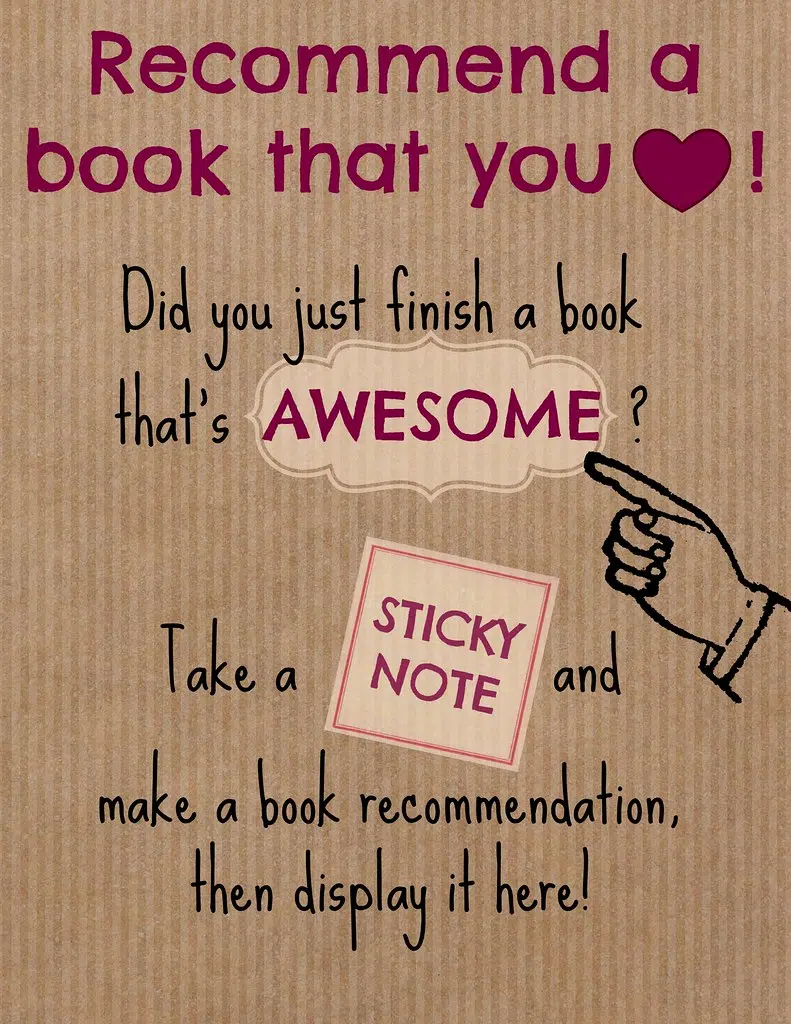 Recommend a
book that you ♥!
Did you just finish a book
that's AWESOME?
Take a STICKY NOTE and
make a book recommendation,
then display it here!